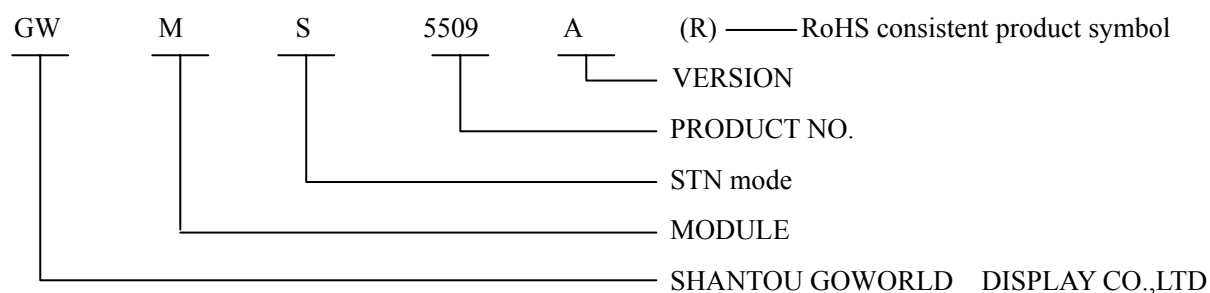 GW M S 5509 A (R) RoHS consistent product symbol
VERSION
PRODUCT NO.
STN mode
MODULE
SHANTOU GOWORLD DISPLAY CO.,LTD